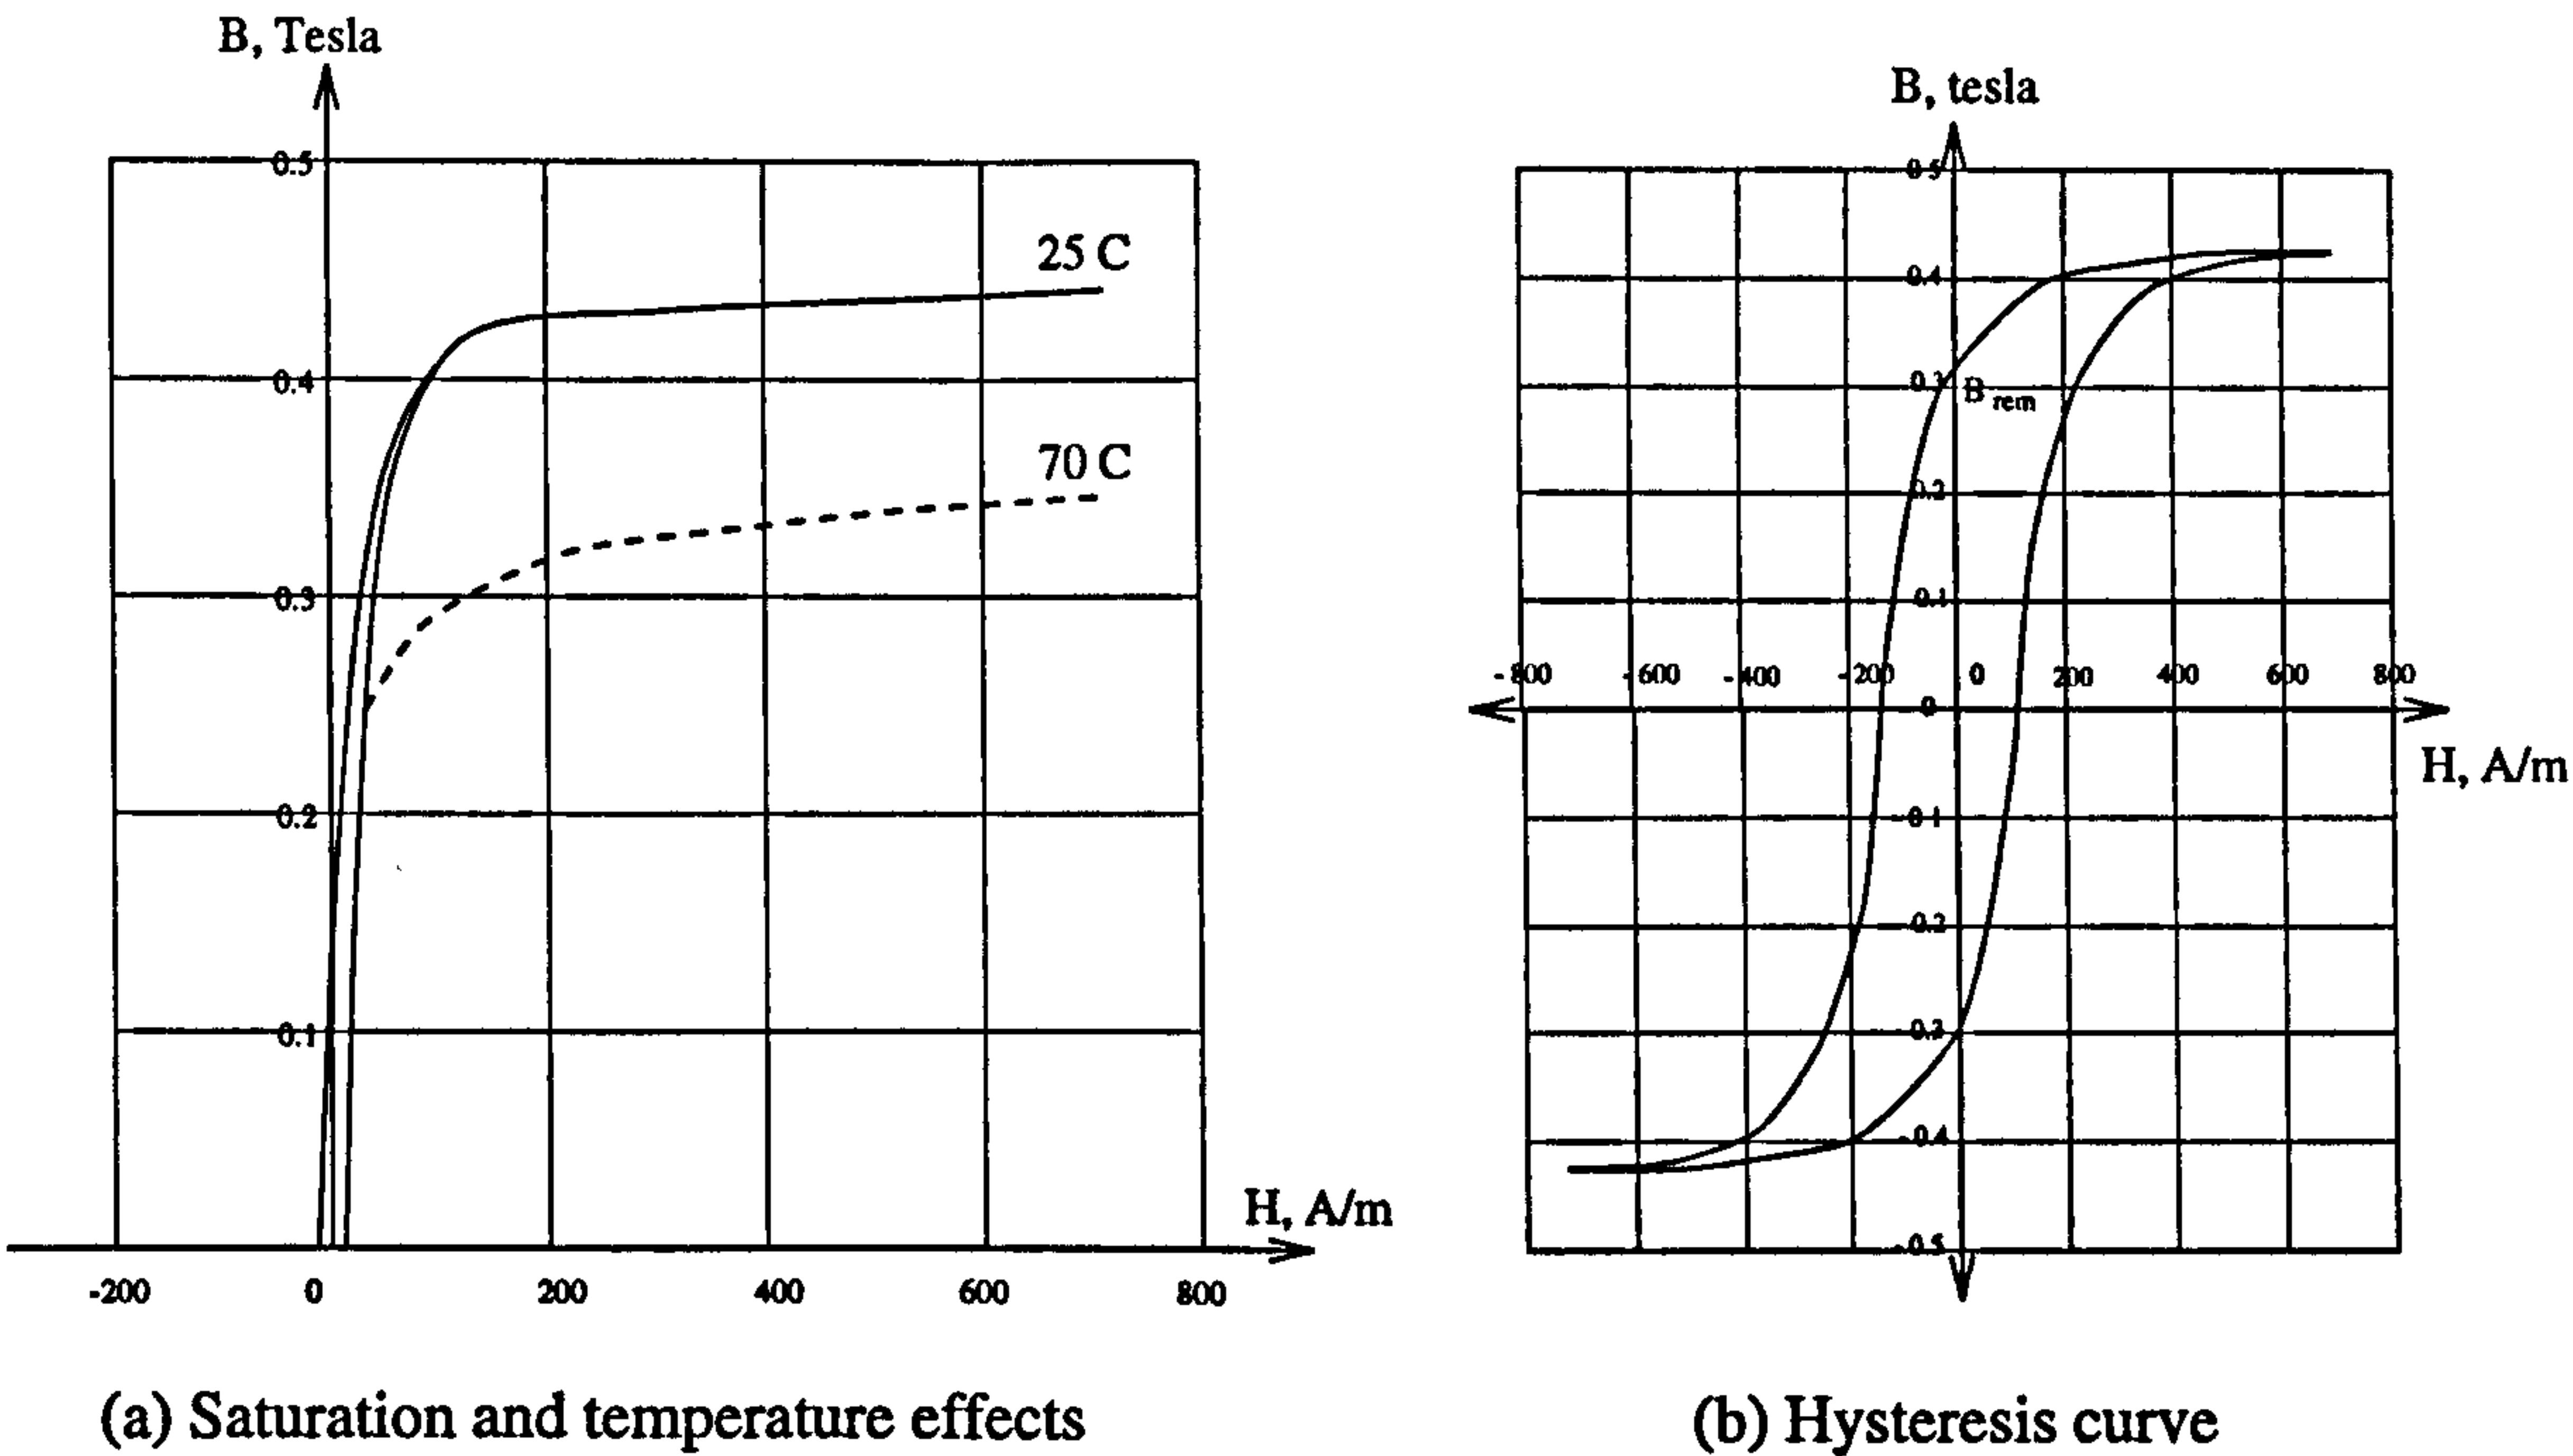 B, Tesla
0.5
25 C
0.4
70 C
0.3
0.2
0.1
H, A/m
-200 0 200 400 600 800
(a) Saturation and temperature effects
B, tesla
0.5
0.4
0.3
B rem
0.2
0.1
-800 -600 -400 -200 0 200 400 600 800
0
H, A/m
-0.1
-0.2
-0.3
-0.4
-0.5
(b) Hysteresis curve